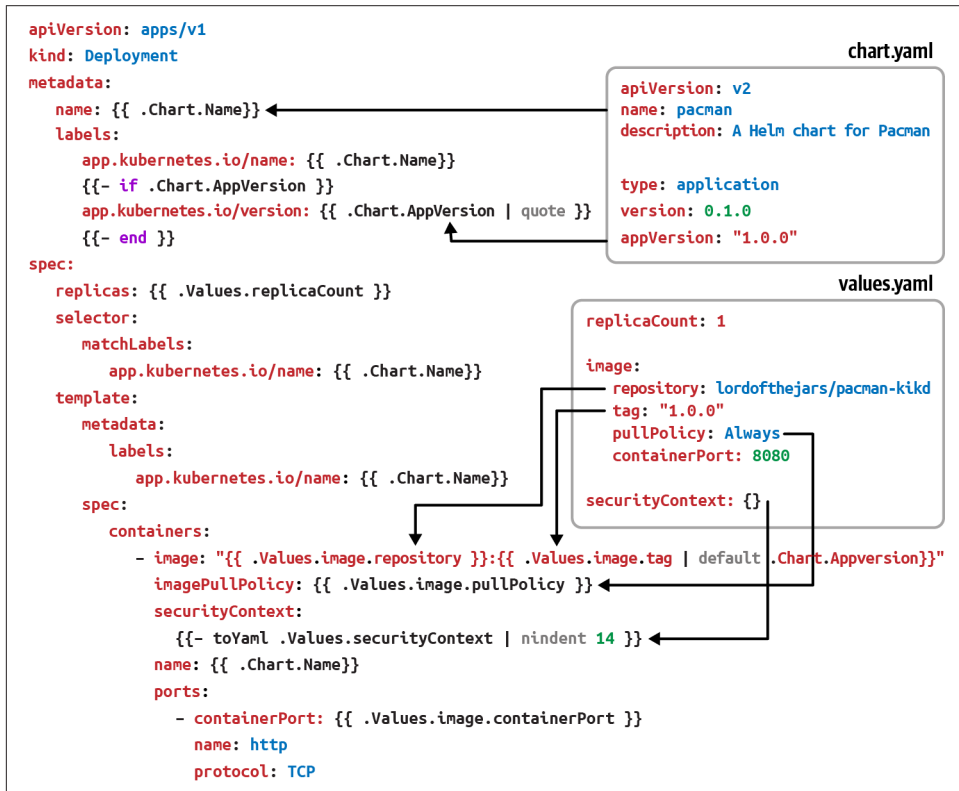 apiVersion: apps/v1
kind: Deployment
metadata:
name: {{ .Chart.Name}}
labels:
app.kubernetes.io/name: {{ .Chart.Name}}
{{- if .Chart.AppVersion }}
app.kubernetes.io/version: {{ .Chart.AppVersion | quote }}
{{- end }}
spec:
replicas: {{ .Values.replicaCount }}
selector:
matchLabels:
app.kubernetes.io/name: {{ .Chart.Name}}
template:
metadata:
labels:
app.kubernetes.io/name: {{ .Chart.Name}}
spec:
containers:
- image: "{{ .Values.image.repository }}:{{ .Values.image.tag | default .Chart.Appversion}}"
imagePullPolicy: {{ .Values.image.pullPolicy }}
securityContext:
{{- toYaml .Values.securityContext | nindent 14 }}
name: {{ .Chart.Name}}
ports:
- containerPort: {{ .Values.image.containerPort }}
name: http
protocol: TCP
chart.yaml
apiVersion: v2
name: pacman
description: A Helm chart for Pacman
type: application
version: 0.1.0
appVersion: "1.0.0"
values.yaml
replicaCount: 1
image:
repository: lordofthejars/pacman-kikd
tag: "1.0.0"
pullPolicy: Always
containerPort: 8080
securityContext: {}